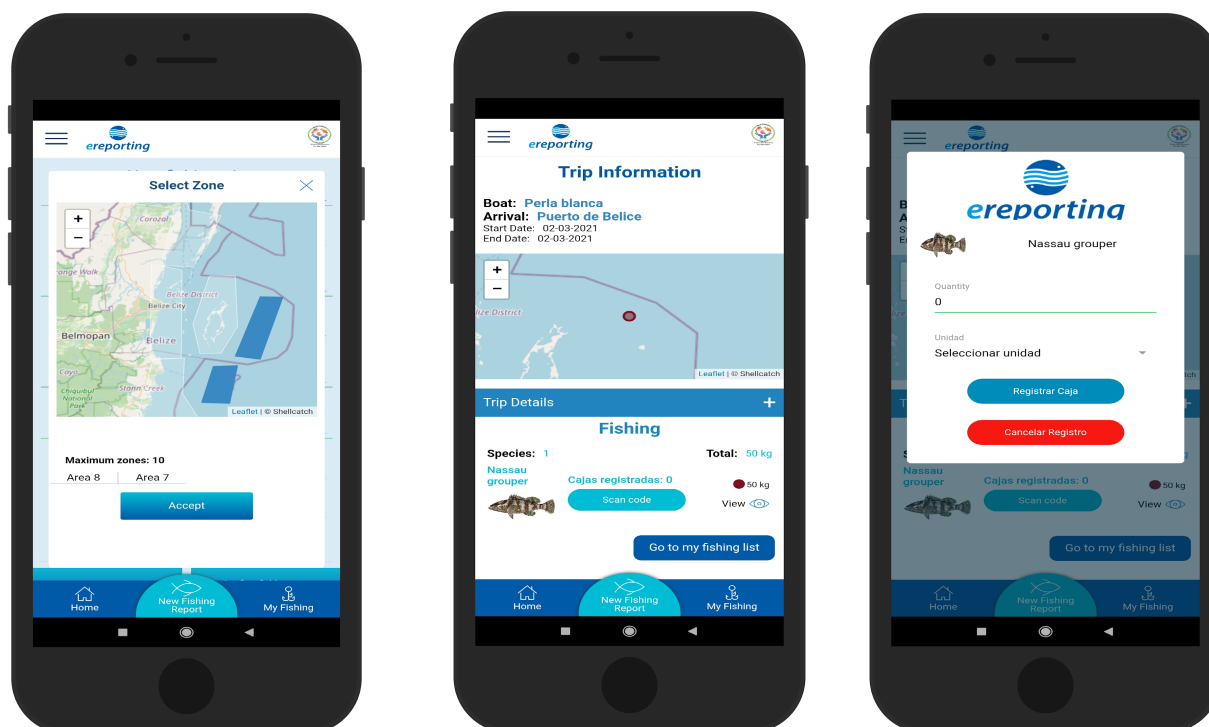 ereporting
Select Zone
+
−
Corozal
Orange Walk
Belize District
Belize City
Belmopan
Belize
Cayo
Stann Creek
Chiquibul
National
Park
Leaflet | © Shellcatch
Maximum zones: 10
Area 8 Area 7
Accept
Home
New Fishing
Report
My Fishing
ereporting
Trip Information
Boat: Perla blanca
Arrival: Puerto de Belice
Start Date: 02-03-2021
End Date: 02-03-2021
+
−
lize District
Leaflet | © Shellcatch
Trip Details +
Fishing
Species: 1 Total: 50 kg
Nassau
grouper
Cajas registradas: 0
50 kg
Scan code
View
Go to my fishing list
Home
New Fishing
Report
My Fishing
ereporting
ereporting
Nassau grouper
Quantity
0
Unidad
Seleccionar unidad
Registrar Caja
Cancelar Registro
Nassau
grouper
Cajas registradas: 0
50 kg
Scan code
View
Go to my fishing list
Home
New Fishing
Report
My Fishing